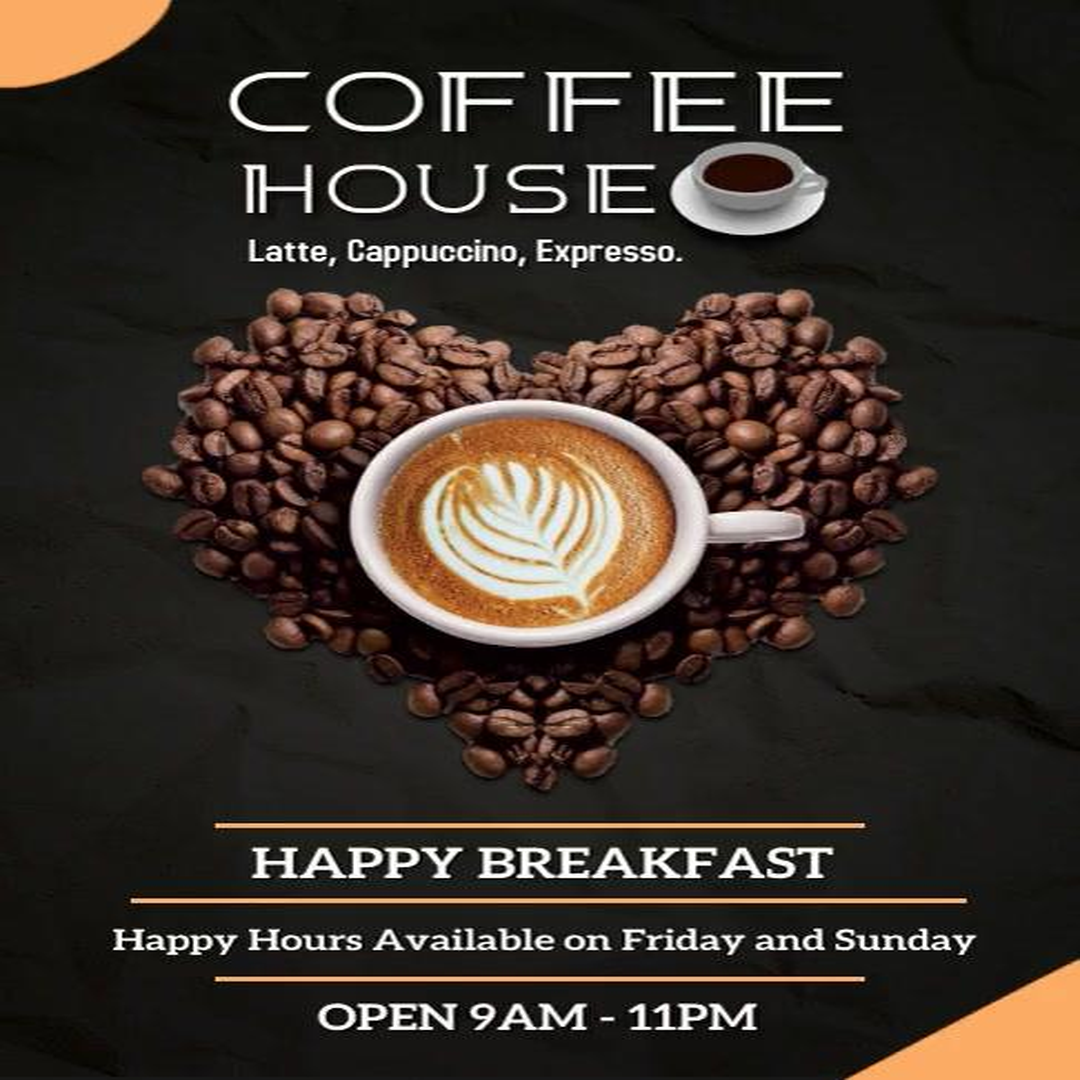 COFFEE
HOUSE
Latte, Cappuccino, Expresso.
HAPPY BREAKFAST
Happy Hours Available on Friday and Sunday
OPEN 9AM - 11PM